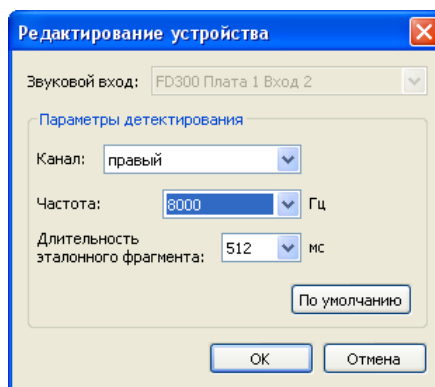 Редактирование устройства
Звуковой вход: FD300 Плата 1 Вход 2
Параметры детектирования
Канал: правый
Частота: 8000 Гц
Длительность
эталонного фрагмента: 512 мс
По умолчанию
ОК Отмена